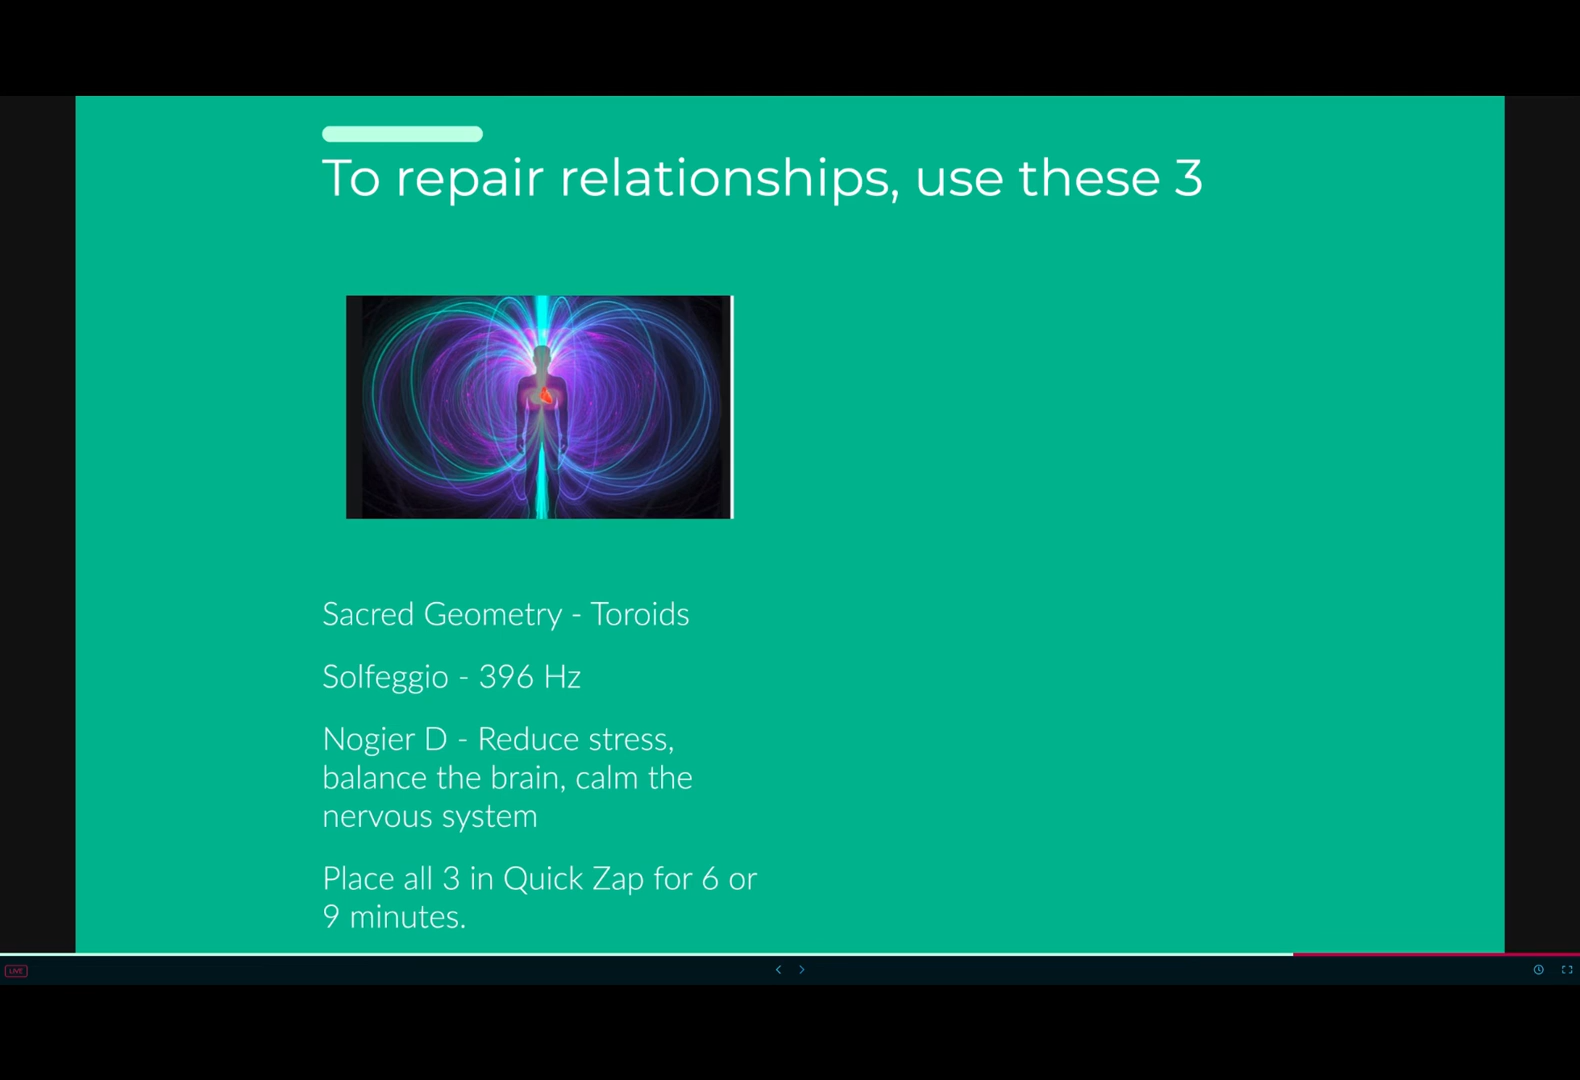 To repair relationships, use these 3
Sacred Geometry - Toroids
Solfeggio - 396 Hz
Nogier D - Reduce stress,
balance the brain, calm the
nervous system
Place all 3 in Quick Zap for 6 or
9 minutes.
LIVE